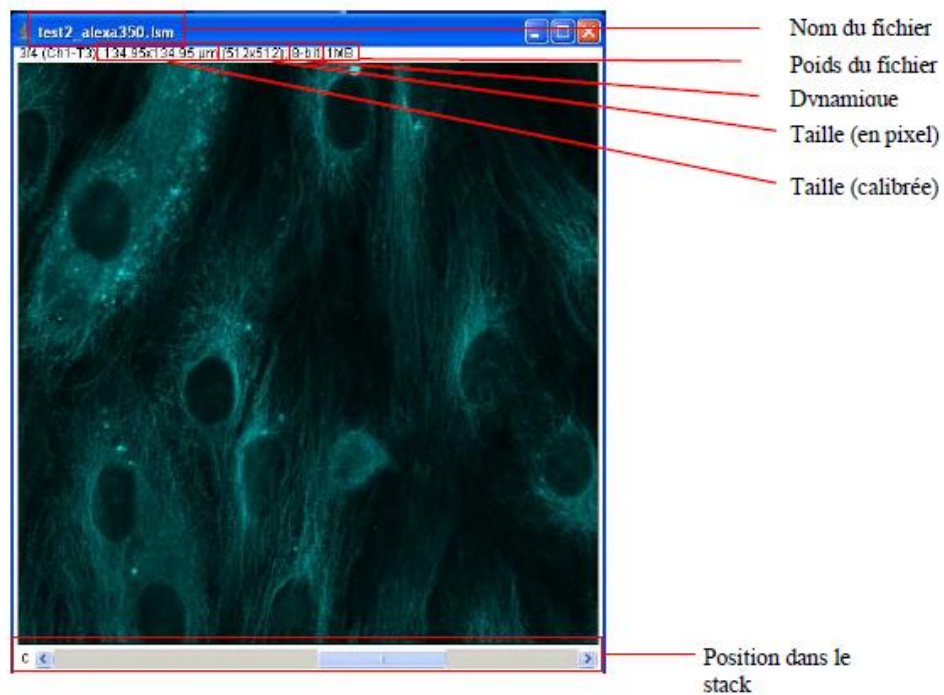 test2_alexa350.lsm
3/4 (Ch1-T3) 134.95x134.95 µm (512x512) 8-bit 1MB
Nom du fichier
Poids du fichier
Dynamique
Taille (en pixel)
Taille (calibrée)
c
Position dans le
stack